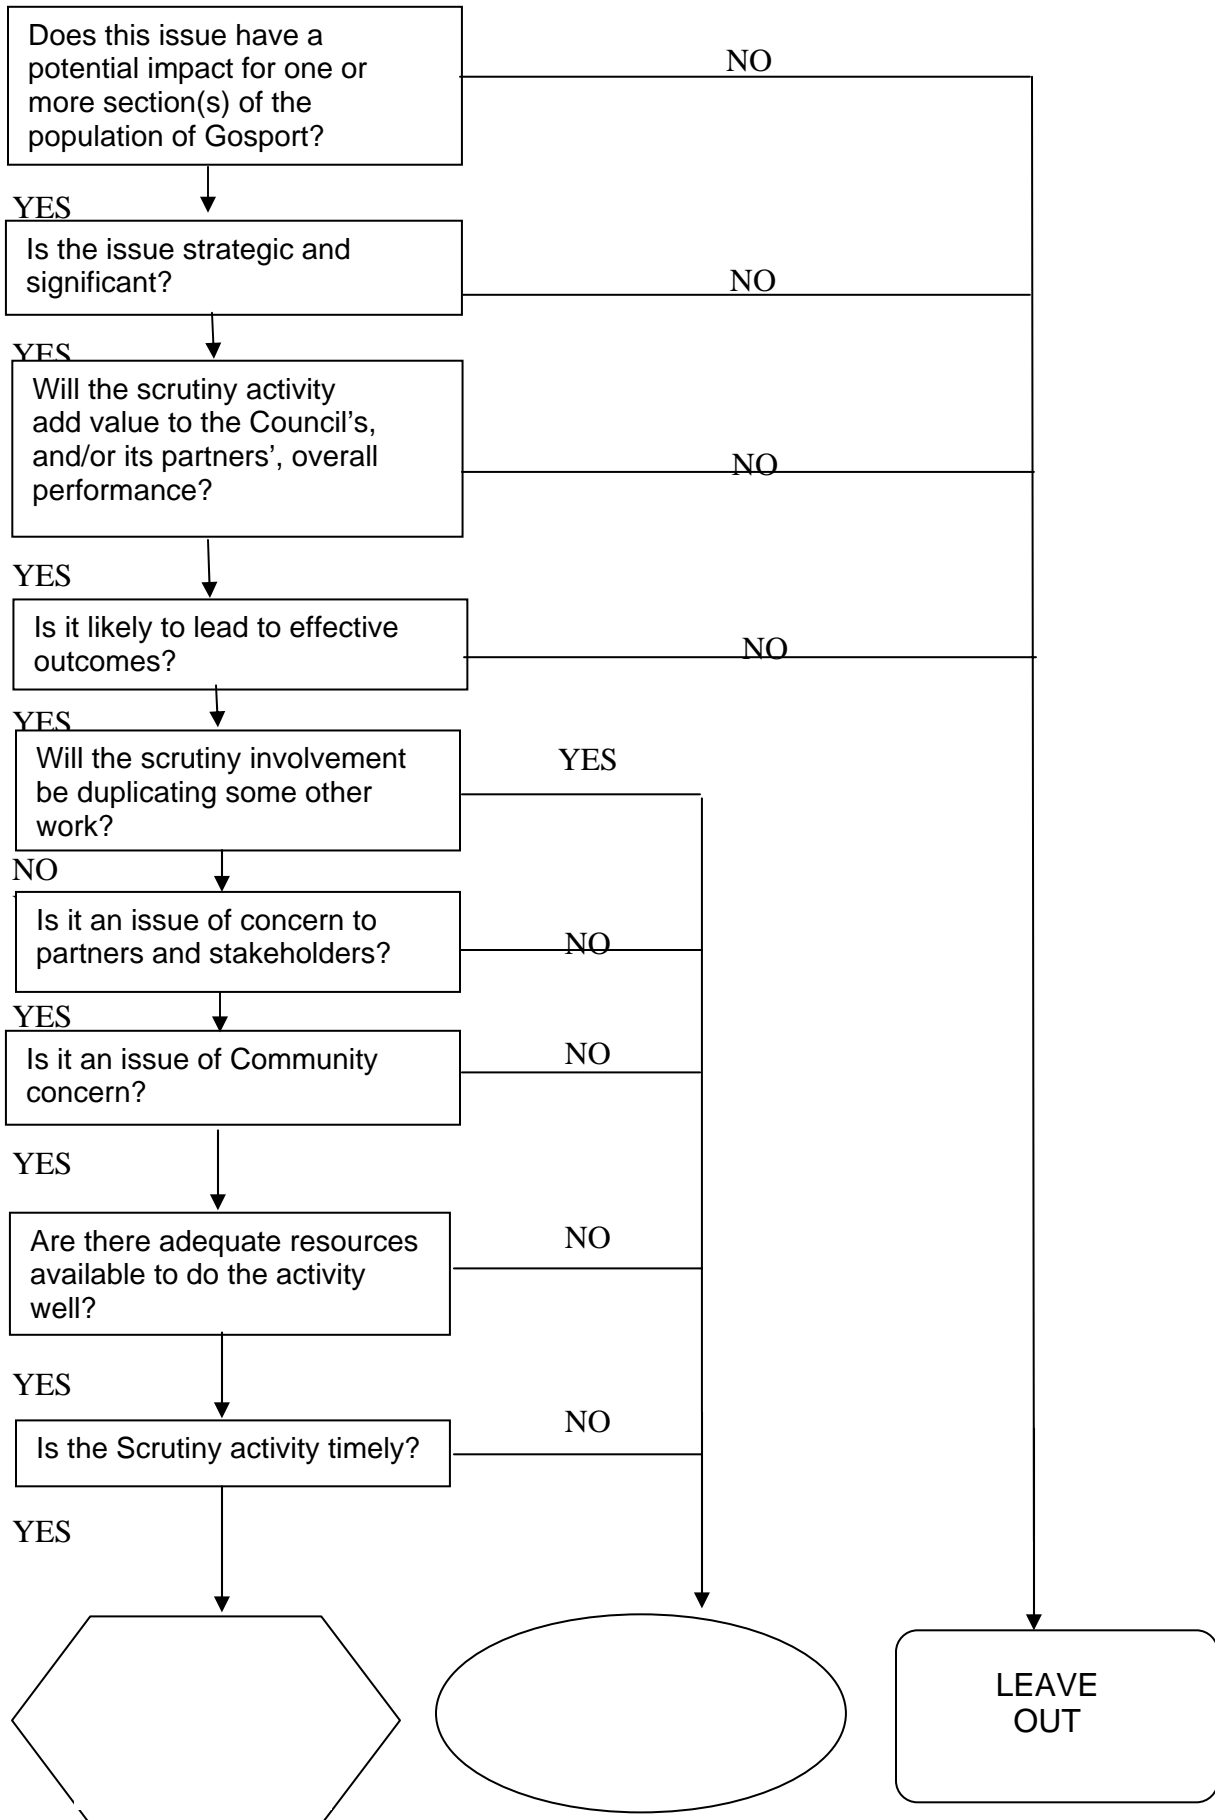 Does this issue have a
potential impact for one or
more section(s) of the
population of Gosport?
NO
YES
Is the issue strategic and
significant?
NO
YES
Will the scrutiny activity
add value to the Council's,
and/or its partners', overall
performance?
NO
YES
Is it likely to lead to effective
outcomes?
NO
YES
Will the scrutiny involvement
be duplicating some other
work?
YES
NO
Is it an issue of concern to
partners and stakeholders?
NO
YES
Is it an issue of Community
concern?
NO
YES
Are there adequate resources
available to do the activity
well?
NO
YES
Is the Scrutiny activity timely?
NO
YES
LEAVE
OUT